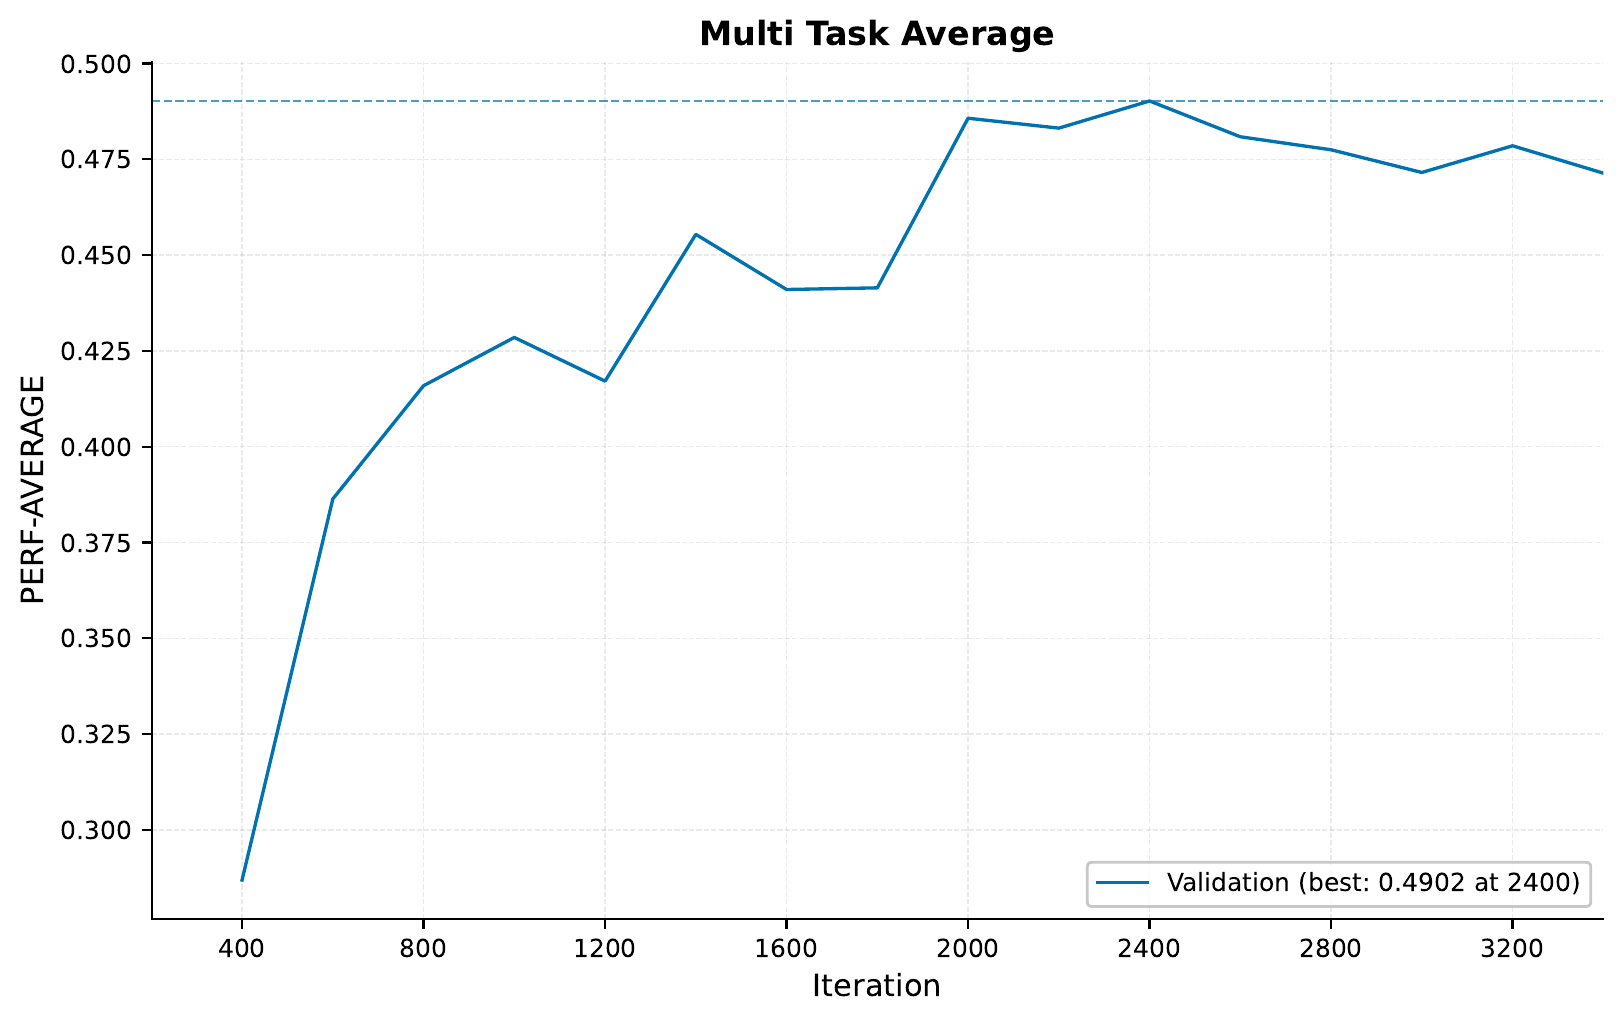 Multi Task Average
0.500
0.475
0.450
0.425
0.400
0.375
0.350
0.325
0.300
PERF-AVERAGE
Validation (best: 0.4902 at 2400)
400 800 1200 1600 2000 2400 2800 3200
Iteration